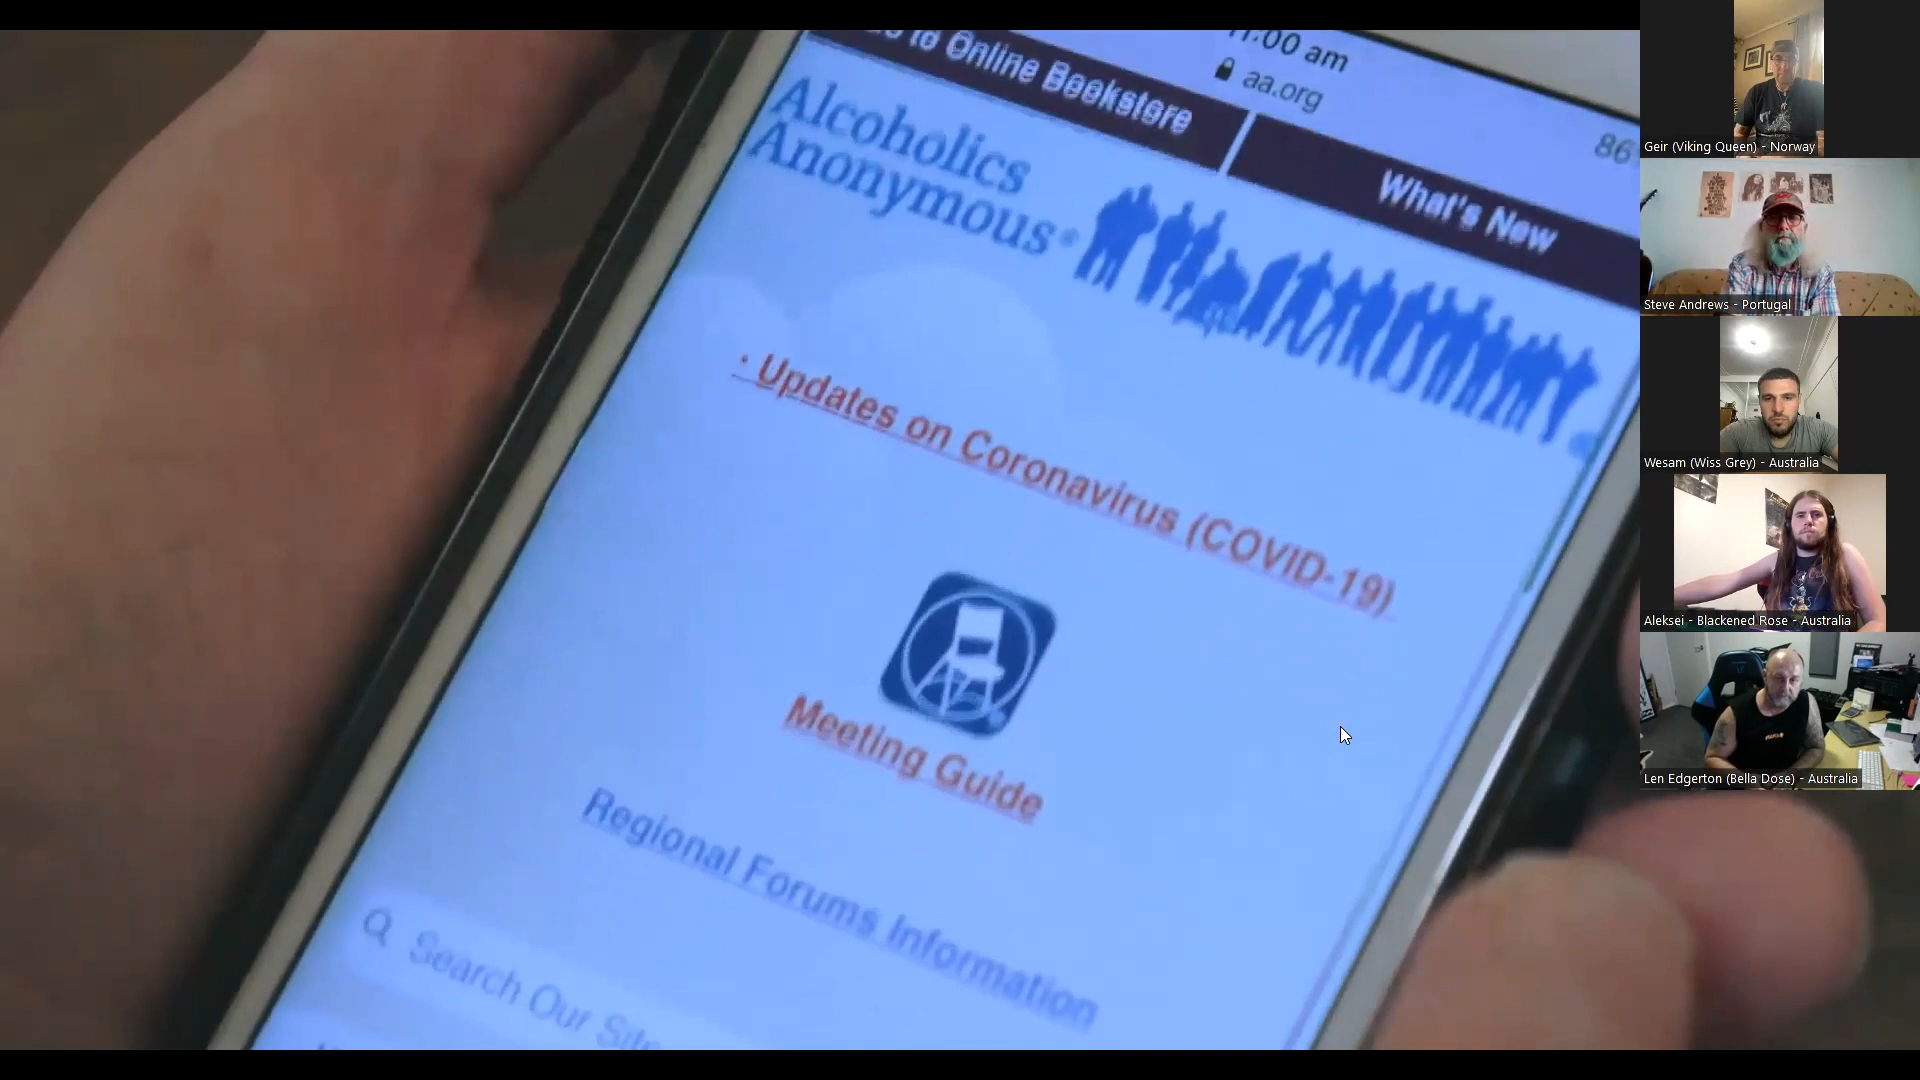 11:00 am
aa.org
86
to Online Bookstore
What's New
Alcoholics
Anonymous®
· Updates on Coronavirus (COVID-19)
Meeting Guide
Regional Forums Information
Search Our Site
Geir (Viking Queen) - Norway
Steve Andrews - Portugal
Wesam (Wiss Grey) - Australia
Aleksei - Blackened Rose - Australia
Len Edgerton (Bella Dose) - Australia